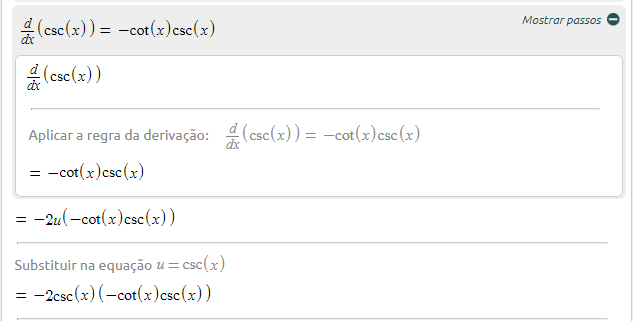 d/dx (csc(x)) = −cot(x)csc(x) Mostrar passos
d/dx (csc(x))
Aplicar a regra da derivação: d/dx (csc(x)) = −cot(x)csc(x)
= −cot(x)csc(x)
= −2u(−cot(x)csc(x))
Substituir na equação u = csc(x)
= −2csc(x)(−cot(x)csc(x))